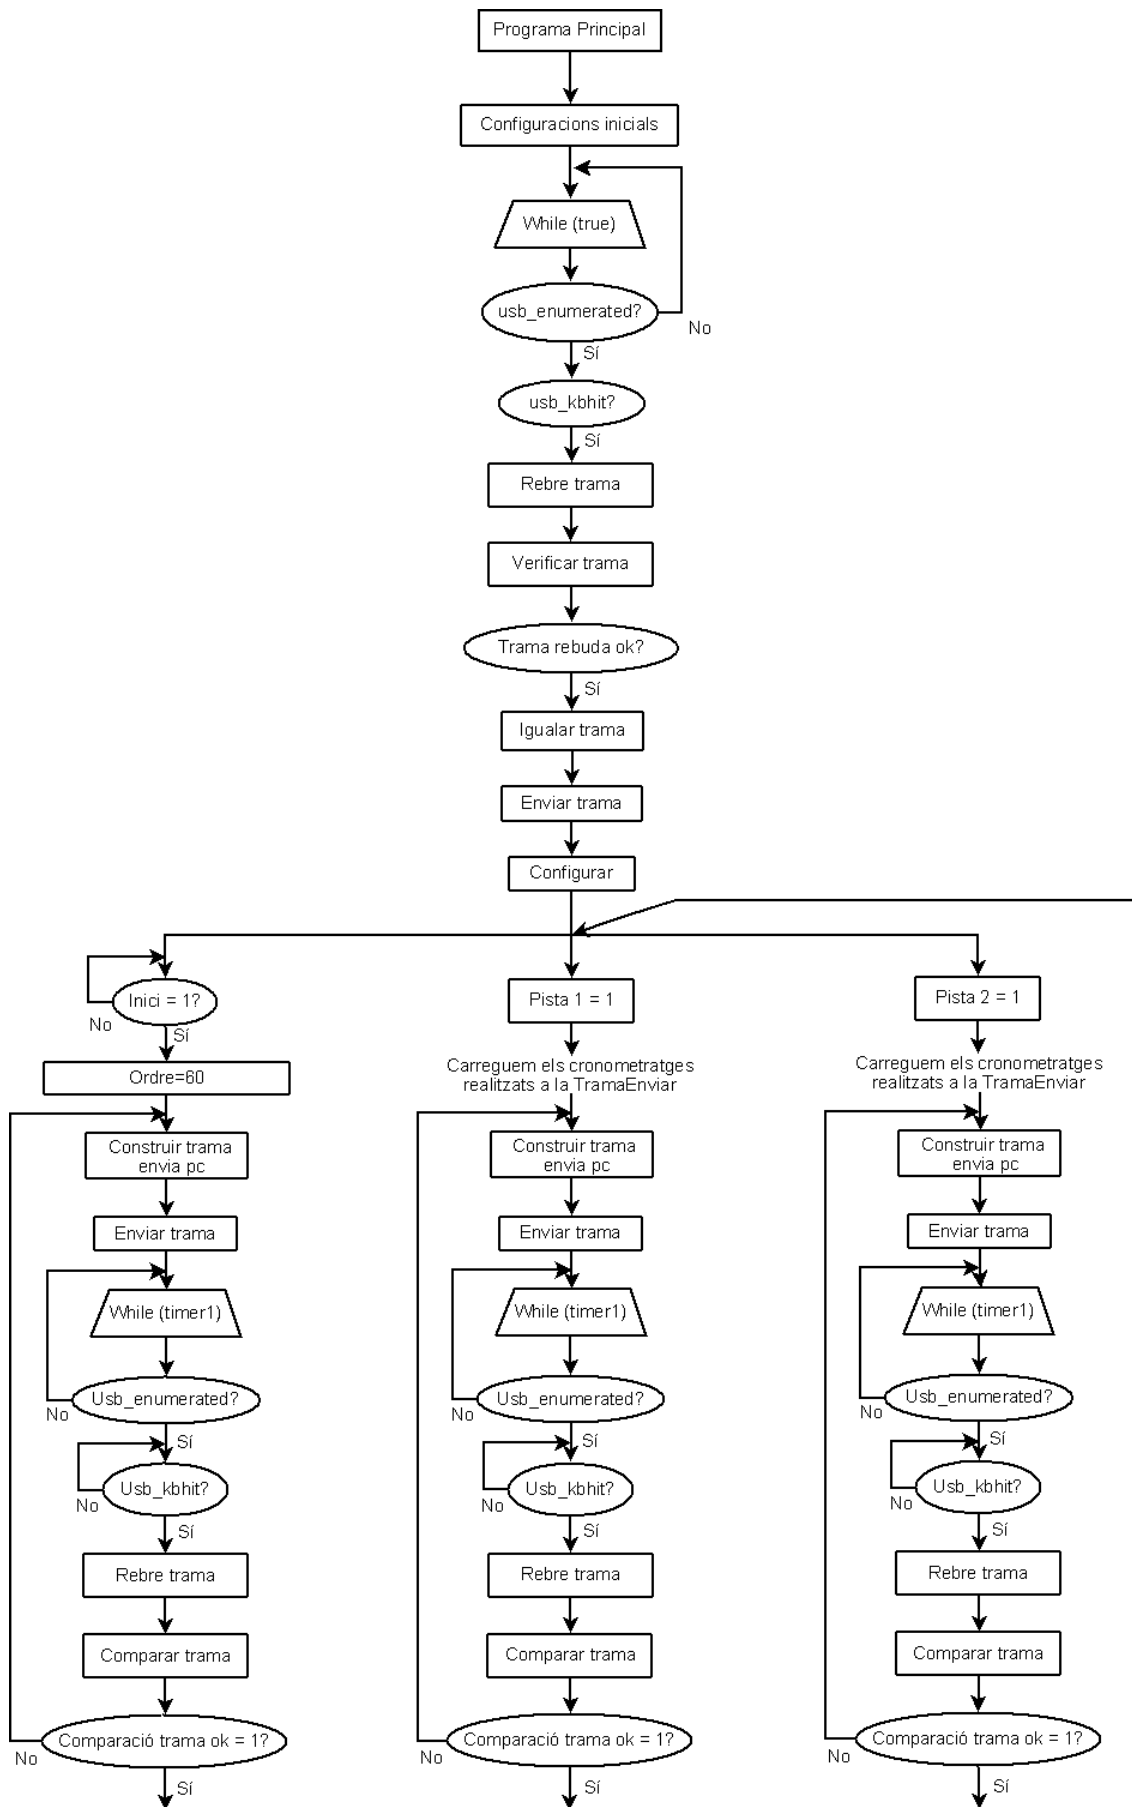 Programa Principal
Configuracions inicials
While (true)
usb_enumerated?
No
Sí
usb_kbhit?
Sí
Rebre trama
Verificar trama
Trama rebuda ok?
Sí
Igualar trama
Enviar trama
Configurar
Inici = 1?
No
Sí
Ordre=60
Construir trama
envia pc
Enviar trama
While (timer1)
Usb_enumerated?
No
Sí
Usb_kbhit?
No
Sí
Rebre trama
Comparar trama
Comparació trama ok = 1?
No
Sí
Pista 1 = 1
Carreguem els cronometratges
realitzats a la TramaEnviar
Construir trama
envia pc
Enviar trama
While (timer1)
Usb_enumerated?
No
Sí
Usb_kbhit?
No
Sí
Rebre trama
Comparar trama
Comparació trama ok = 1?
No
Sí
Pista 2 = 1
Carreguem els cronometratges
realitzats a la TramaEnviar
Construir trama
envia pc
Enviar trama
While (timer1)
Usb_enumerated?
No
Sí
Usb_kbhit?
No
Sí
Rebre trama
Comparar trama
Comparació trama ok = 1?
No
Sí